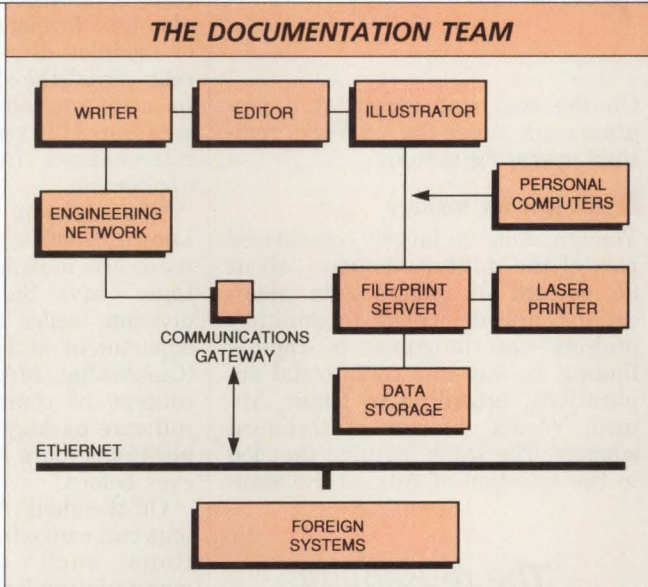 THE DOCUMENTATION TEAM
WRITER
EDITOR
ILLUSTRATOR
PERSONAL
COMPUTERS
ENGINEERING
NETWORK
FILE/PRINT
SERVER
LASER
PRINTER
COMMUNICATIONS
GATEWAY
DATA
STORAGE
ETHERNET
FOREIGN
SYSTEMS